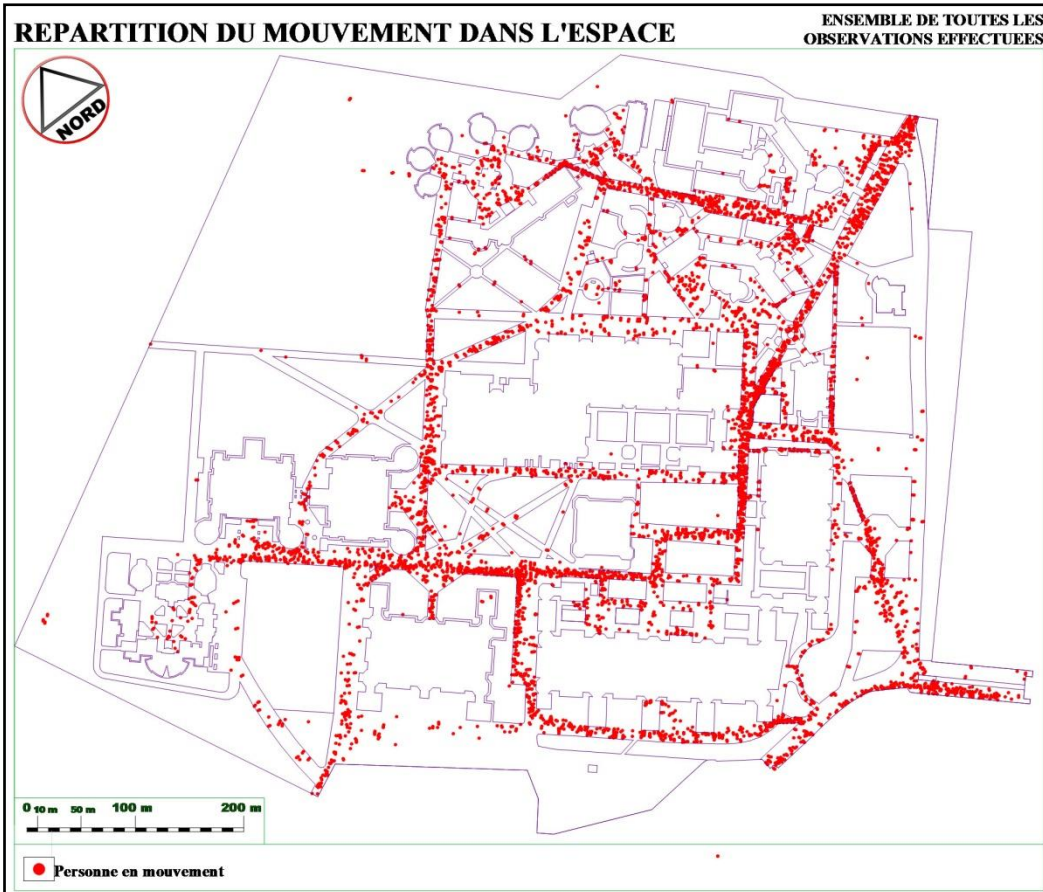 REPARTITION DU MOUVEMENT DANS L'ESPACE
ENSEMBLE DE TOUTES LES
OBSERVATIONS EFFECTUEES
NORD
0 10 m 50 m 100 m 200 m
Personne en mouvement